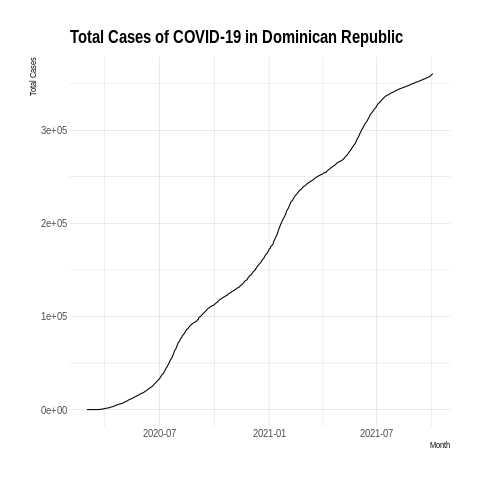 Total Cases of COVID-19 in Dominican Republic
Total Cases
3e+05
2e+05
1e+05
0e+00
2020-07
2021-01
2021-07
Month